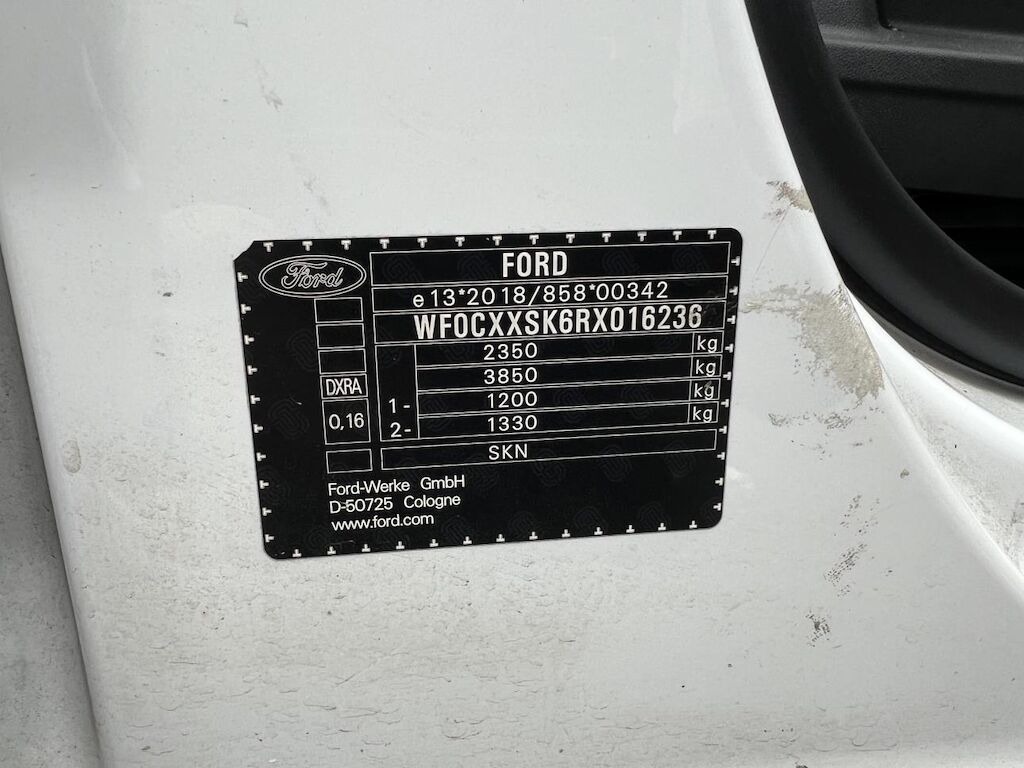 Ford
FORD
e13*2018/858*00342
WF0CXXSK6RX016236
2350 kg
3850 kg
DXRA
1- 1200 kg
0,16
2- 1330 kg
SKN
Ford-Werke GmbH
D-50725 Cologne
www.ford.com